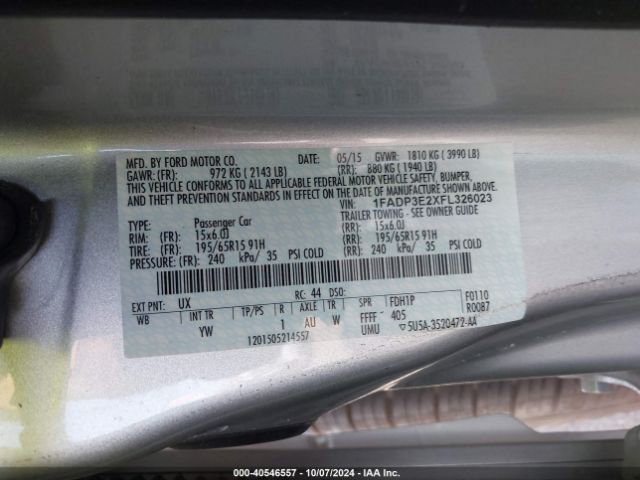 MFD. BY FORD MOTOR CO. DATE: 05/15 GVWR: 1810 KG ( 3990 LB)
GAWR: (FR): 972 KG ( 2143 LB) (RR): 880 KG ( 1940 LB)
THIS VEHICLE CONFORMS TO ALL APPLICABLE FEDERAL MOTOR VEHICLE SAFETY, BUMPER,
AND THEFT PREVENTION STANDARDS IN EFFECT ON THE DATE OF MANUFACTURE SHOWN ABOVE.
VIN: 1FADP3E2XFL326023
TYPE: Passenger Car TRAILER TOWING - SEE OWNER GUIDE
RIM: (FR): 15x6.0J (RR): 15x6.0J
TIRE: (FR): 195/65R15 91H (RR): 195/65R15 91H
PRESSURE: (FR): 240 kPa/ 35 PSI COLD (RR): 240 kPa/ 35 PSI COLD
EXT PNT: UX RC: 44 DSO: FDH1P F0110
WB INT TR TP/PS R AXLE TR SPR 405 R0087
YW 1 AU W FFFF UMU
1201505214557 5U5A-3520472-AA
000-40546557 - 10/07/2024 - IAA Inc.